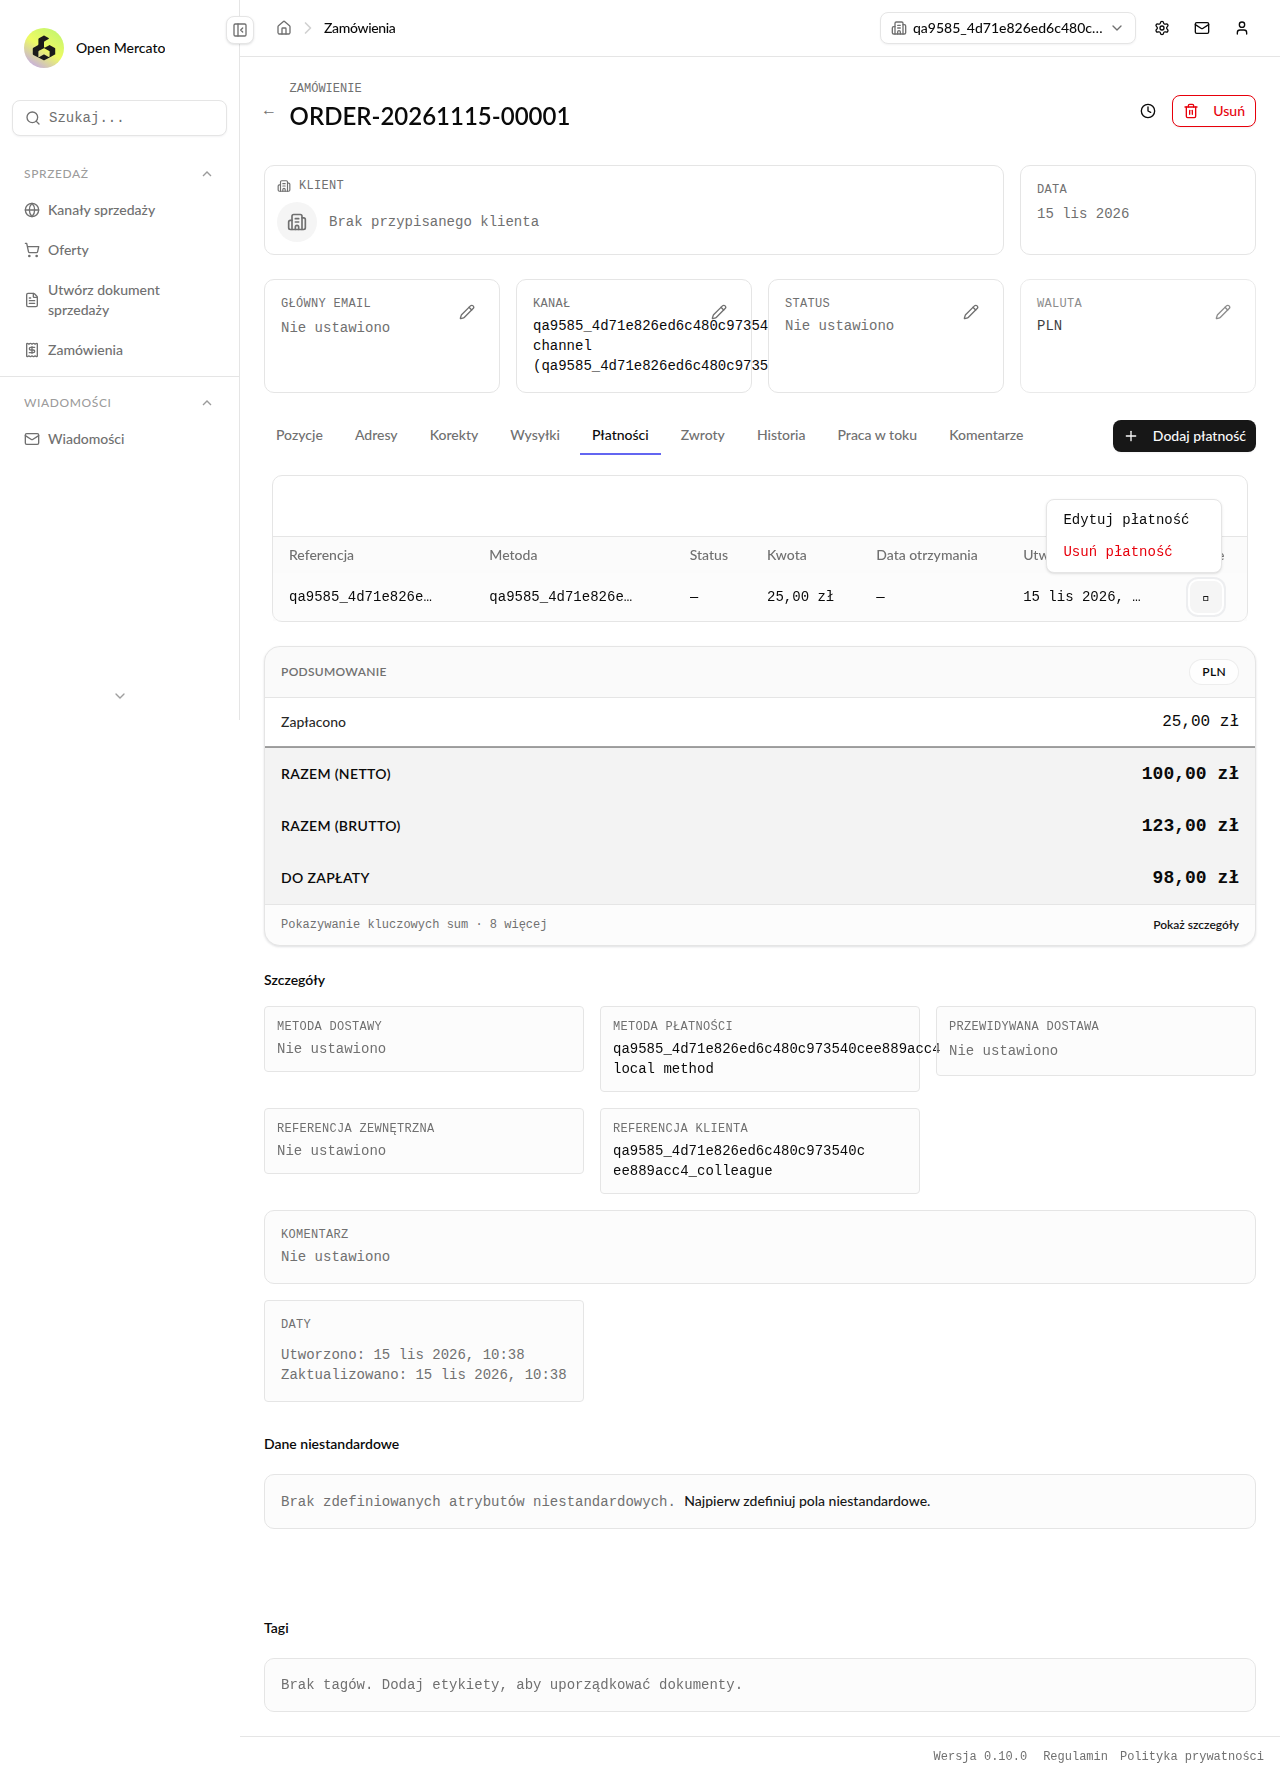 Open Mercato
Zamówienia
qa9585_4d71e826ed6c480c...
Szukaj...
SPRZEDAŻ
Kanały sprzedaży
Oferty
Utwórz dokument
sprzedaży
Zamówienia
WIADOMOŚCI
Wiadomości
ZAMÓWIENIE
←
ORDER-20261115-00001
Usuń
KLIENT
Brak przypisanego klienta
DATA
15 lis 2026
GŁÓWNY EMAIL
Nie ustawiono
KANAŁ
qa9585_4d71e826ed6c480c97354
channel
(qa9585_4d71e826ed6c480c9735
STATUS
Nie ustawiono
WALUTA
PLN
Pozycje Adresy Korekty Wysyłki Płatności Zwroty Historia Praca w toku Komentarze
Dodaj płatność
Edytuj płatność
Usuń płatność
Referencja Metoda Status Kwota Data otrzymania Utw e
qa9585_4d71e826e… qa9585_4d71e826e… — 25,00 zł — 15 lis 2026, …
PODSUMOWANIE PLN
Zapłacono 25,00 zł
RAZEM (NETTO) 100,00 zł
RAZEM (BRUTTO) 123,00 zł
DO ZAPŁATY 98,00 zł
Pokazywanie kluczowych sum · 8 więcej Pokaż szczegóły
Szczegóły
METODA DOSTAWY
Nie ustawiono
METODA PŁATNOŚCI
qa9585_4d71e826ed6c480c973540cee889acc4
local method
PRZEWIDYWANA DOSTAWA
Nie ustawiono
REFERENCJA ZEWNĘTRZNA
Nie ustawiono
REFERENCJA KLIENTA
qa9585_4d71e826ed6c480c973540c
ee889acc4_colleague
KOMENTARZ
Nie ustawiono
DATY
Utworzono: 15 lis 2026, 10:38
Zaktualizowano: 15 lis 2026, 10:38
Dane niestandardowe
Brak zdefiniowanych atrybutów niestandardowych. Najpierw zdefiniuj pola niestandardowe.
Tagi
Brak tagów. Dodaj etykiety, aby uporządkować dokumenty.
Wersja 0.10.0 Regulamin Polityka prywatności